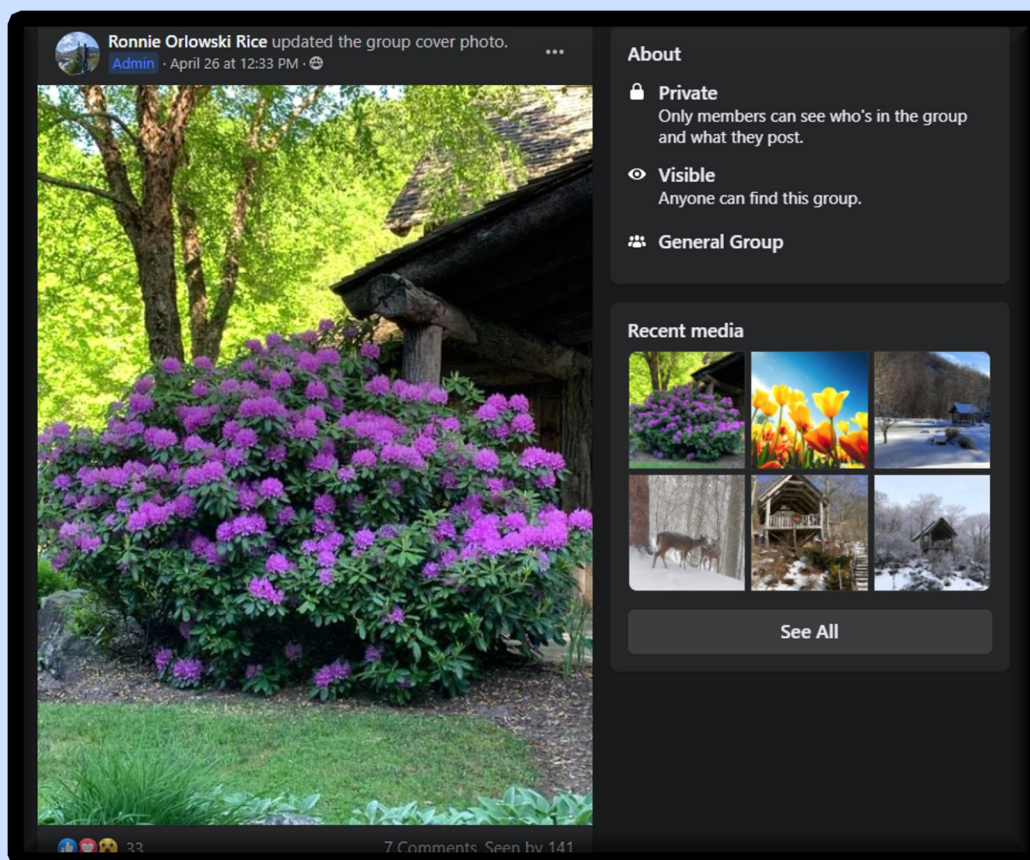 Ronnie Orlowski Rice updated the group cover photo.
Admin · April 26 at 12:33 PM ·
33
7 Comments Seen by 141
About
Private
Only members can see who's in the group
and what they post.
Visible
Anyone can find this group.
General Group
Recent media
See All